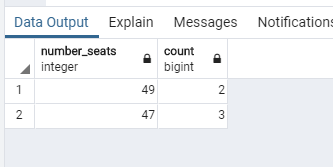 Data Output Explain Messages Notifications
number_seats count
integer bigint
1 49 2
2 47 3